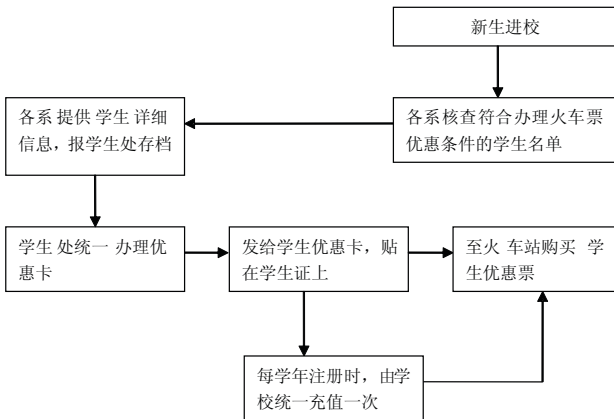 新生进校
各系核查符合办理火车票
优惠条件的学生名单
各系 提供 学生 详细
信息，报学生处存档
学生 处统一 办理优
惠卡
发给学生优惠卡，贴
在学生证上
至火 车站购买 学
生优惠票
每学年注册时，由学
校统一充值一次